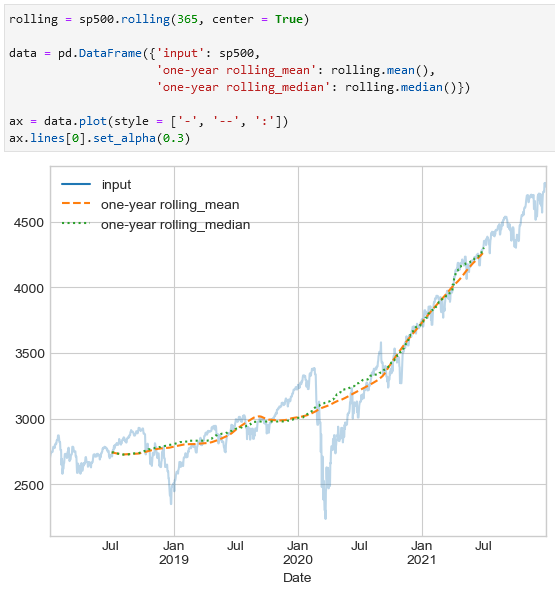 rolling = sp500.rolling(365, center = True)
data = pd.DataFrame({'input': sp500,
'one-year rolling_mean': rolling.mean(),
'one-year rolling_median': rolling.median()})
ax = data.plot(style = ['-', '--', ':'])
ax.lines[0].set_alpha(0.3)
input
one-year rolling_mean
one-year rolling_median
4500
4000
3500
3000
2500
Jul
Jan
2019
Jul
Jan
2020
Jul
Jan
2021
Jul
Date